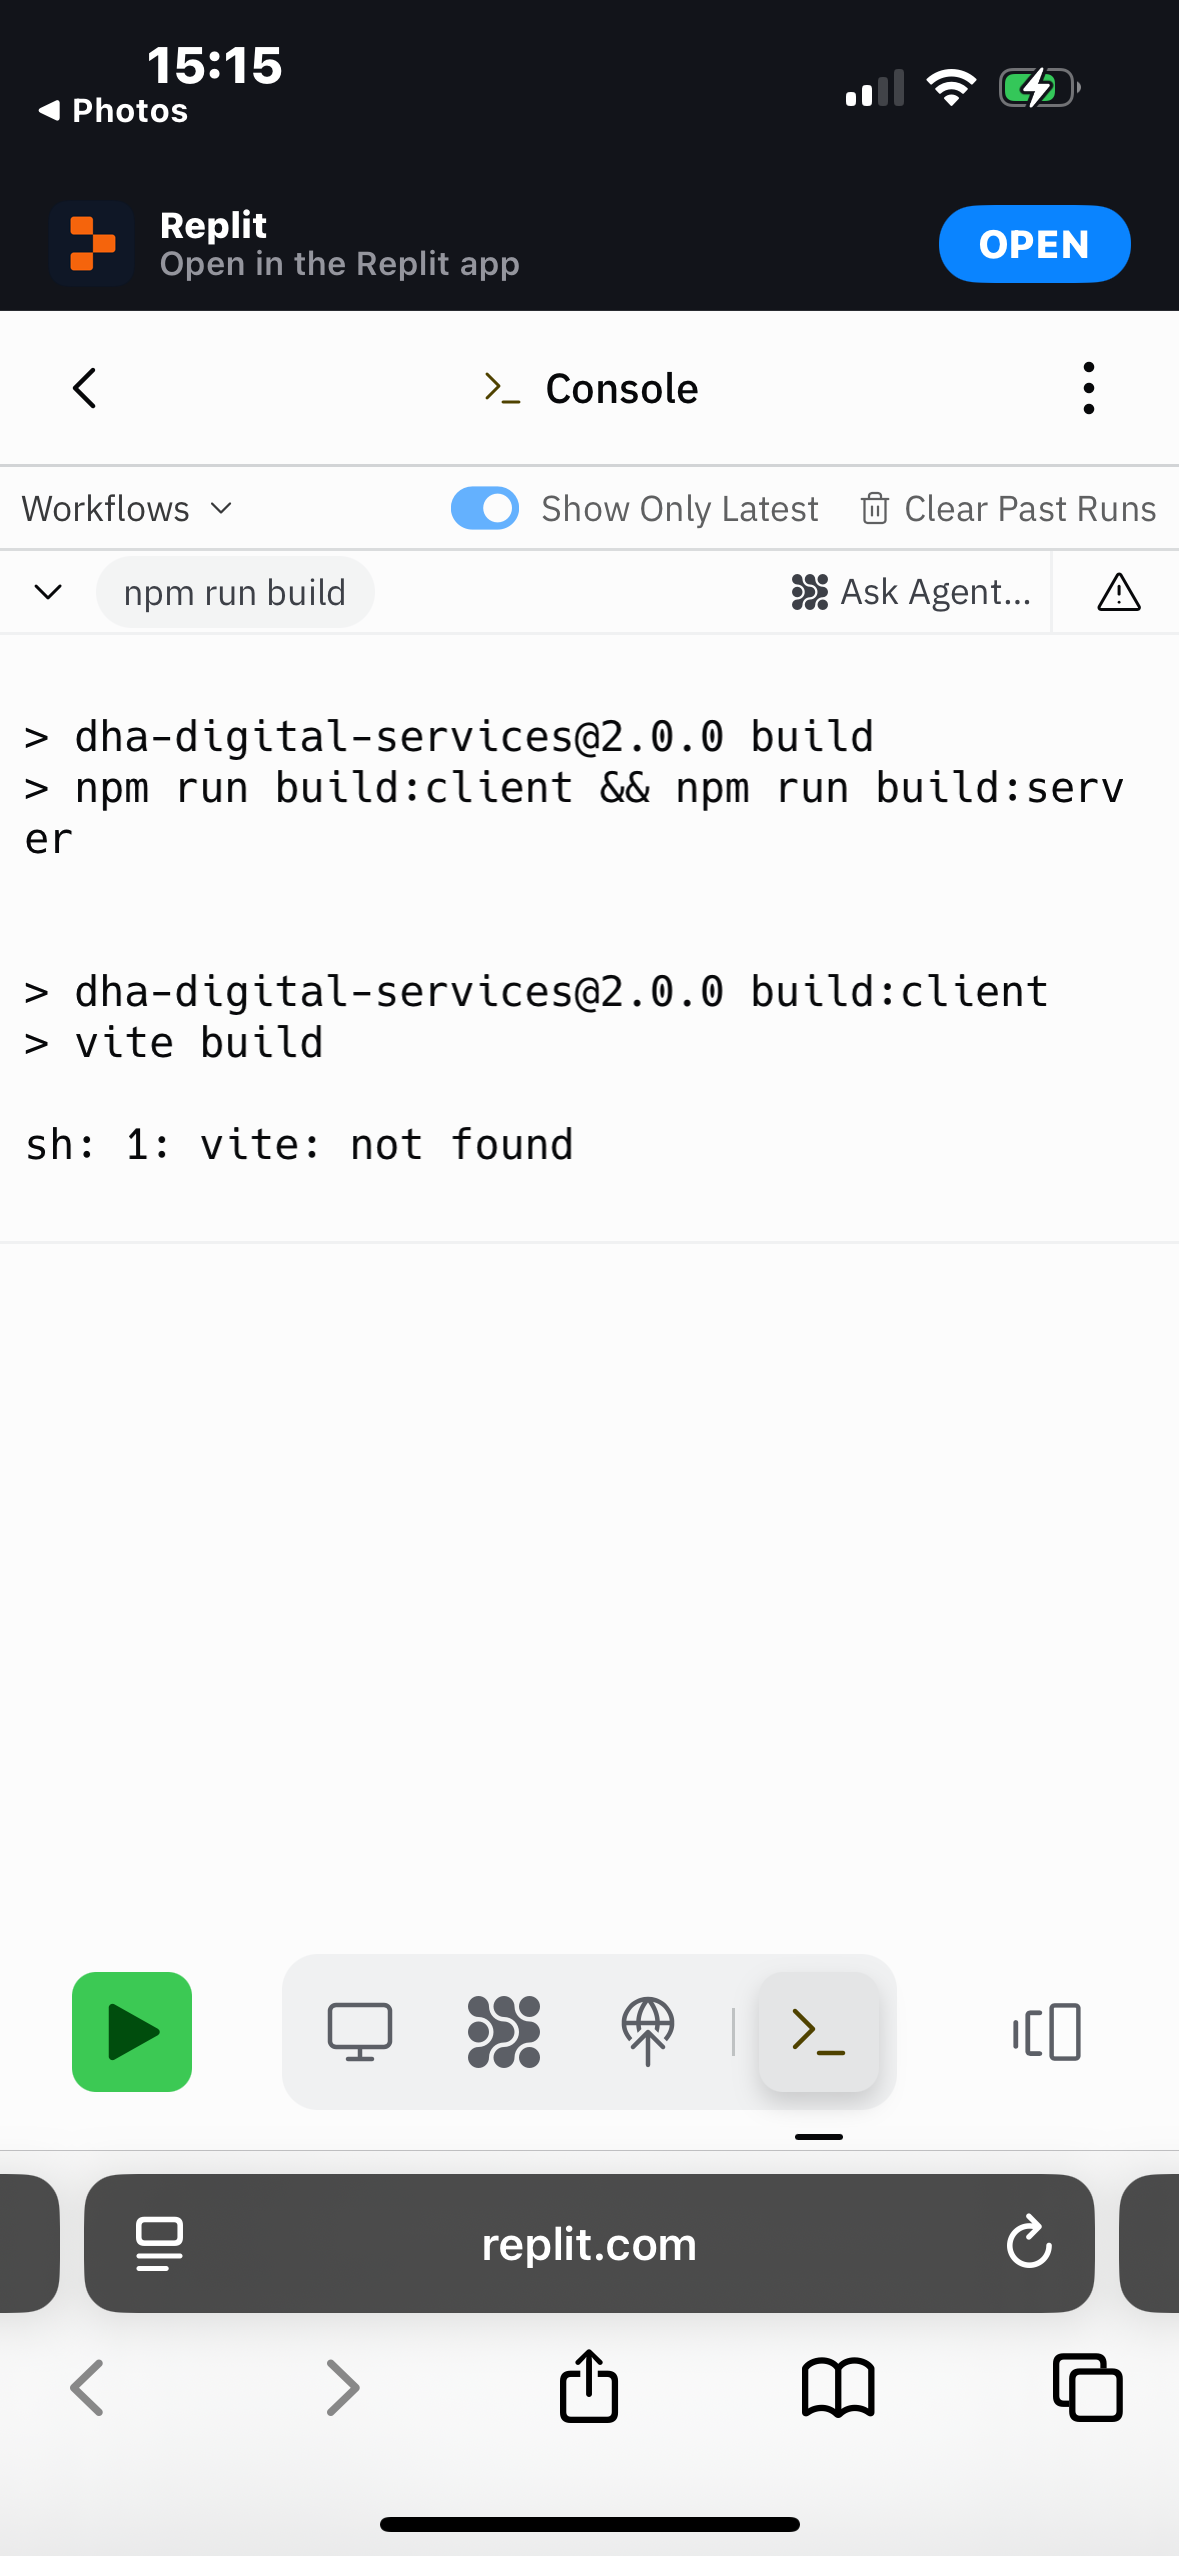 15:15
◀ Photos
Replit
Open in the Replit app
OPEN
>_ Console
Workflows
Show Only Latest
Clear Past Runs
npm run build
Ask Agent...
> dha-digital-services@2.0.0 build
> npm run build:client && npm run build:serv
er
> dha-digital-services@2.0.0 build:client
> vite build
sh: 1: vite: not found
replit.com